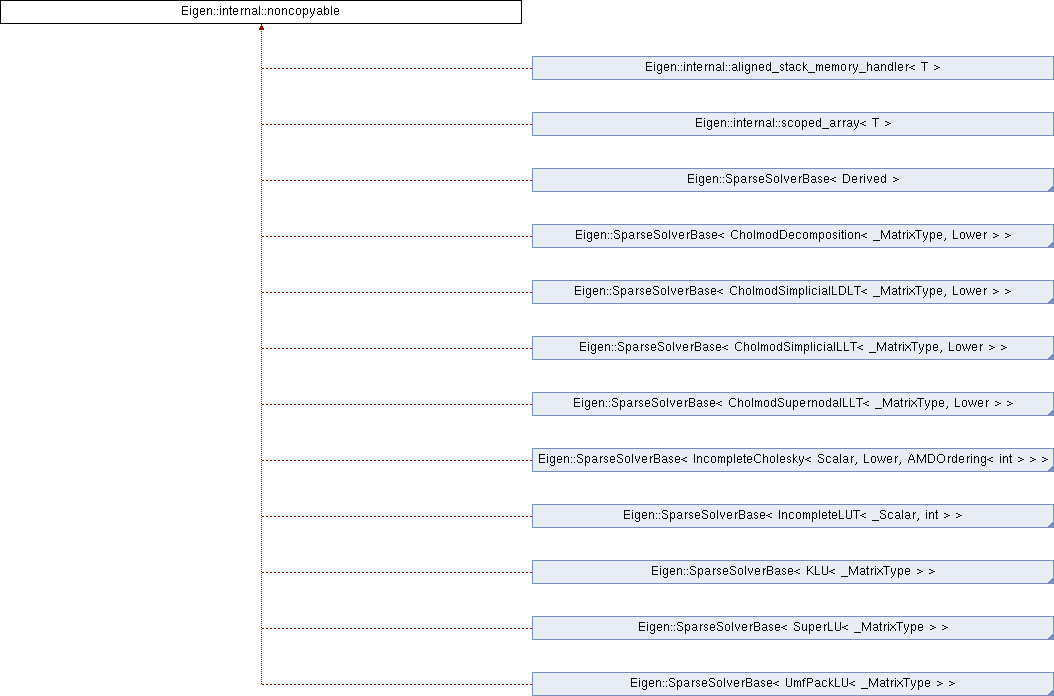 Eigen::internal::noncopyable
Eigen::internal::aligned_stack_memory_handler< T >
Eigen::internal::scoped_array< T >
Eigen::SparseSolverBase< Derived >
Eigen::SparseSolverBase< CholmodDecomposition< _MatrixType, Lower > >
Eigen::SparseSolverBase< CholmodSimplicialLDLT< _MatrixType, Lower > >
Eigen::SparseSolverBase< CholmodSimplicialLLT< _MatrixType, Lower > >
Eigen::SparseSolverBase< CholmodSupernodalLLT< _MatrixType, Lower > >
Eigen::SparseSolverBase< IncompleteCholesky< Scalar, Lower, AMDOrdering< int > > >
Eigen::SparseSolverBase< IncompleteLUT< _Scalar, int > >
Eigen::SparseSolverBase< KLU< _MatrixType > >
Eigen::SparseSolverBase< SuperLU< _MatrixType > >
Eigen::SparseSolverBase< UmfPackLU< _MatrixType > >